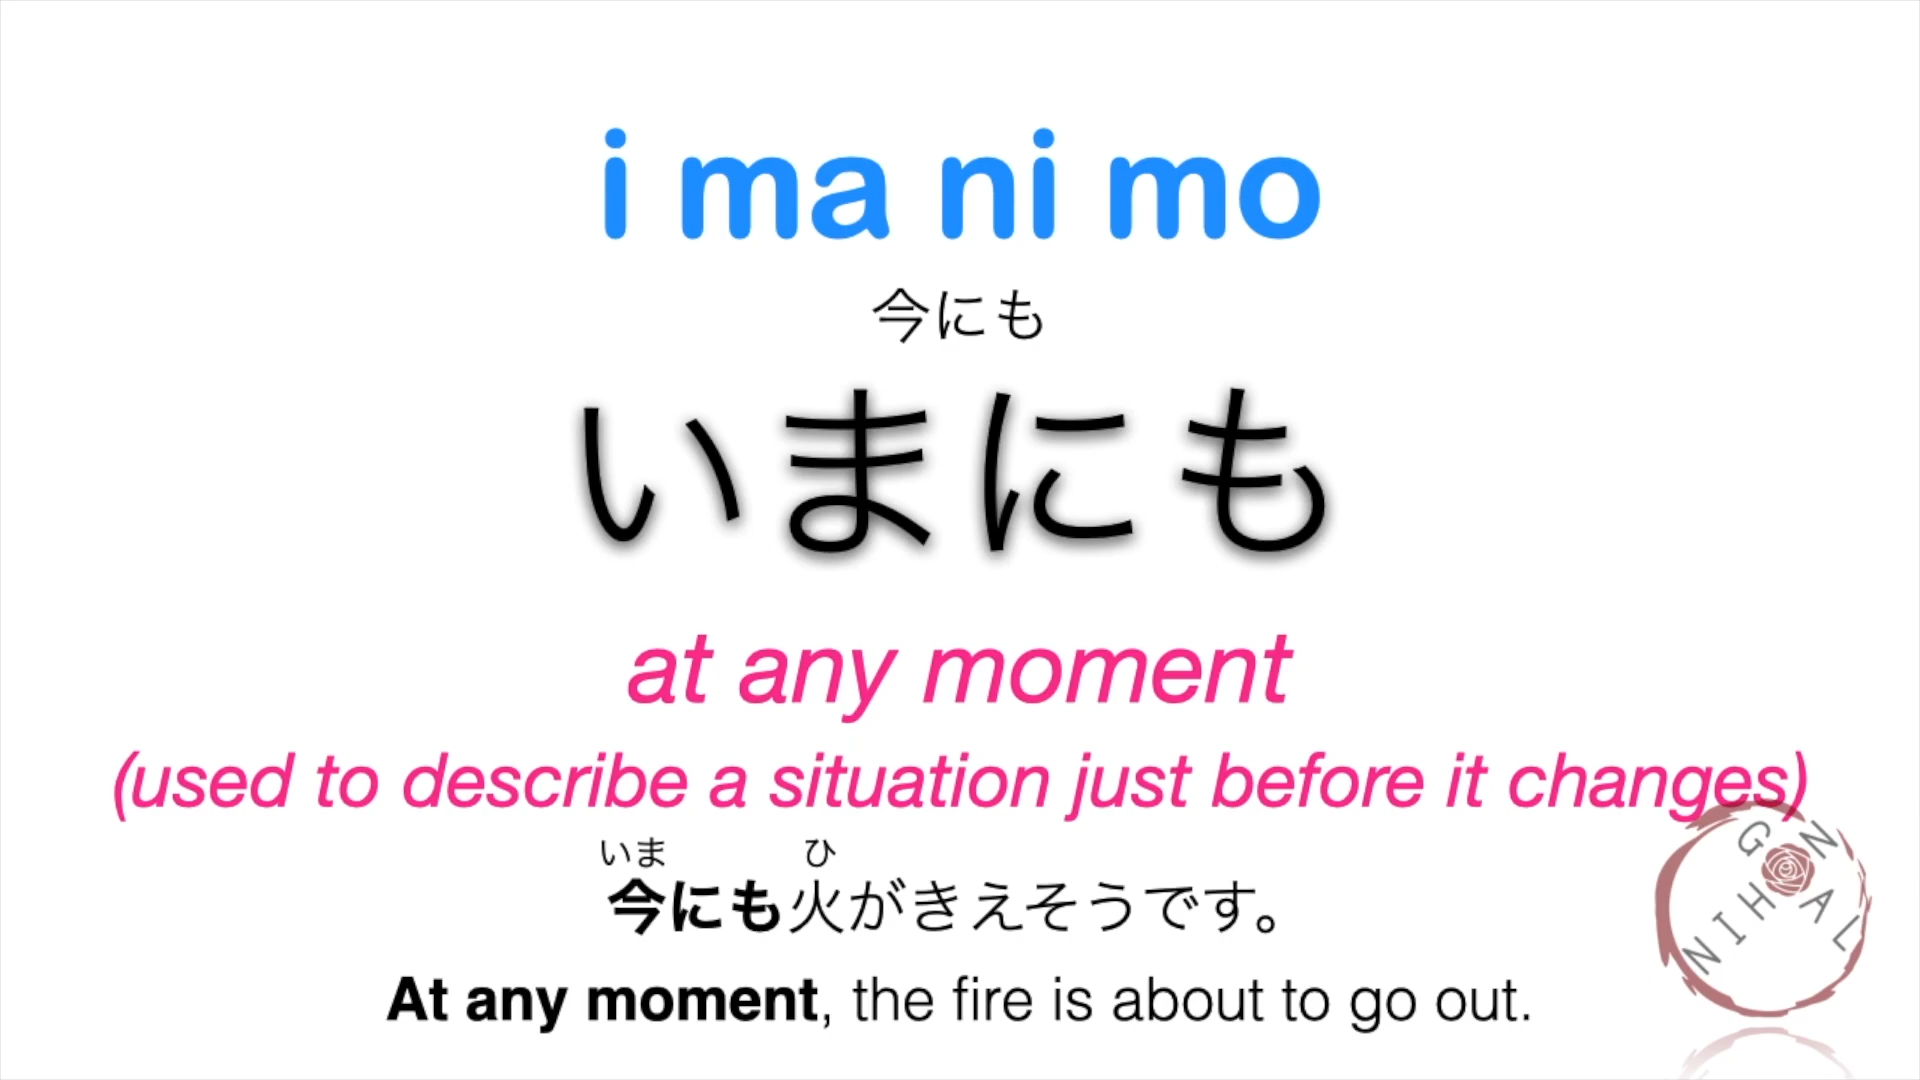 i ma ni mo
今にも
いまにも
at any moment
(used to describe a situation just before it changes)
いま ひ
今にも火がきえそうです。
At any moment, the fire is about to go out.
NIHON GAL